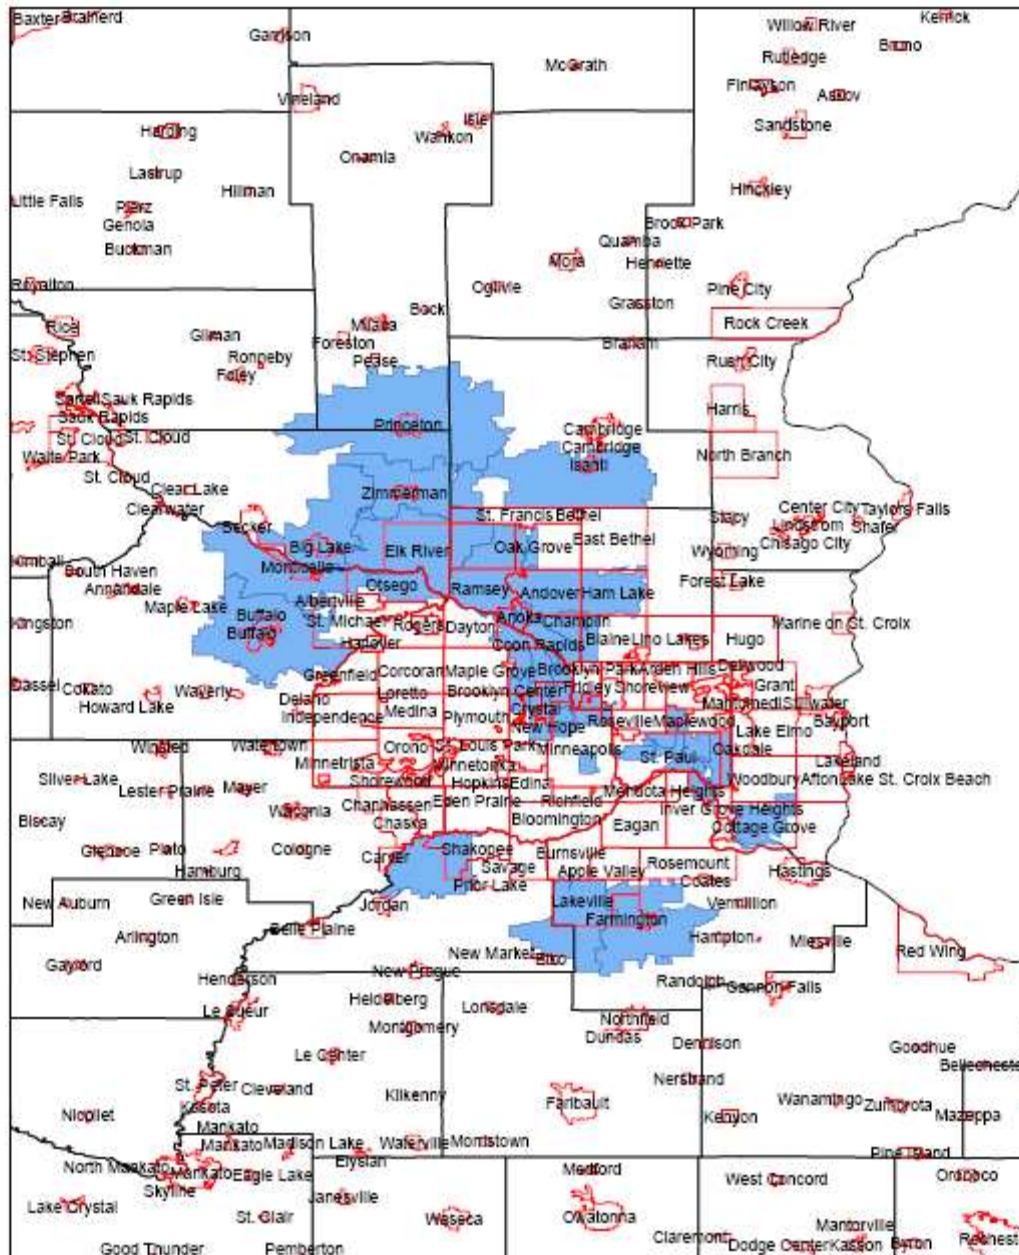 Baxter Brainerd
Garrison
Willow River
Kerrick
Bruno
McGrath
Rutledge
Finlayson
Askov
Vineland
Isle
Wahkon
Sandstone
Harding
Onamia
Lastrup
Hillman
Hinckley
Little Falls
Pierz
Genola
Buckman
Brook Park
Quamba
Mora
Henriette
Royalton
Ogilvie
Pine City
Bock
Grasston
Rice
Gilman
Milaca
Foreston
Rock Creek
Braham
St. Stephen
Ronneby
Foley
Pease
Rush City
Sartell Sauk Rapids
Sauk Rapids
Harris
Princeton
Cambridge
Cambridge
St. Cloud St. Cloud
Waite Park
St. Cloud
Isanti
North Branch
Clear Lake
Clearwater
Zimmerman
Center City Taylors Falls
Lindstrom Shafer
Chisago City
Stacy
St. Francis Bethel
Becker
Big Lake
Elk River
Oak Grove
East Bethel
Wyoming
Kimball
South Haven
Annandale
Monticello
Otsego
Ramsey
Andover Ham Lake
Forest Lake
Maple Lake
Albertville
Buffalo
Buffalo
St. Michael
Rogers Dayton
Anoka
Champlin
Kingston
Hanover
Coon Rapids
Blaine Lino Lakes
Hugo
Marine on St. Croix
Dassel
Cokato
Howard Lake
Waverly
Greenfield
Corcoran Maple Grove
Brooklyn Park Arden Hills
Dellwood
Grant
Delano
Loretto
Brooklyn Center
Fridley Shoreview
Mahtomedi Stillwater
Independence
Medina
Plymouth
Crystal
New Hope
Roseville Maplewood
Bayport
Lake Elmo
Winsted
Watertown
Orono
St. Louis Park
Minneapolis
St. Paul
Oakdale
Minnetrista
Minnetonka
Lakeland
Silver Lake
Lester Prairie
Mayer
Shorewood
Hopkins Edina
Mendota Heights
Woodbury Afton Lake St. Croix Beach
Biscay
Waconia
Chanhassen
Eden Prairie
Richfield
Inver Grove Heights
Chaska
Bloomington
Eagan
Cottage Grove
Glencoe
Plato
Cologne
Carver
Shakopee
Burnsville
Rosemount
Hamburg
Savage
Prior Lake
Apple Valley
Coates
Hastings
New Auburn
Green Isle
Jordan
Lakeville
Vermillion
Farmington
Arlington
Belle Plaine
Hampton
Miesville
Gaylord
New Market
Elko
Red Wing
Henderson
New Prague
Randolph
Cannon Falls
Le Sueur
Heidelberg
Lonsdale
Northfield
Montgomery
Dundas
Dennison
Goodhue
Le Center
Bellechester
St. Peter
Cleveland
Kilkenny
Faribault
Nerstrand
Nicollet
Kasota
Kenyon
Wanamingo
Zumbrota
Mazeppa
Mankato
Mankato Madison Lake
Waterville
Morristown
Pine Island
Elysian
North Mankato
Mankato
Eagle Lake
Medford
West Concord
Oronoco
Skyline
Lake Crystal
Janesville
St. Clair
Waseca
Owatonna
Claremont
Mantorville
Rochest
Good Thunder
Pemberton
Dodge Center Kasson
Byron